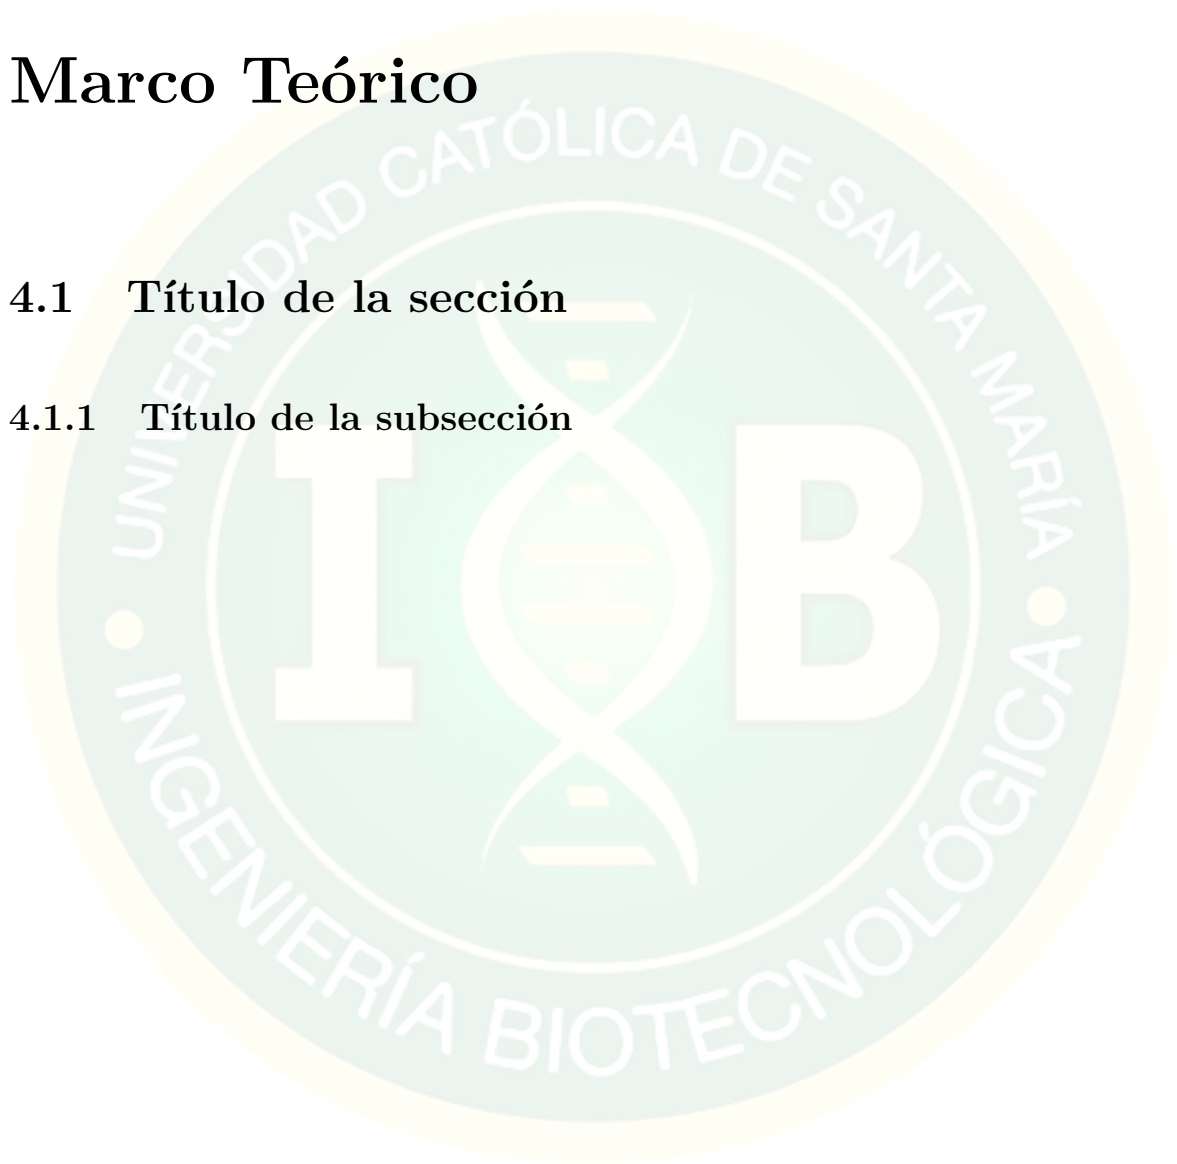 Marco Teórico
4.1 Título de la sección
4.1.1 Título de la subsección
UNIVERSIDAD CATÓLICA DE SANTA MARÍA
I B
INGENIERÍA BIOTECNOLÓGICA